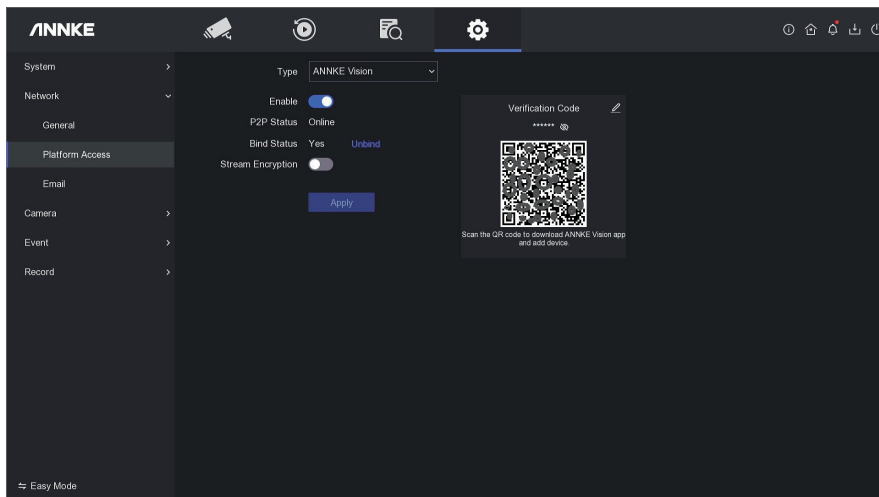 ANNKE
System
Network
General
Platform Access
Email
Camera
Event
Record
Easy Mode
Type ANNKE Vision
Enable
P2P Status Online
Bind Status Yes Unbind
Stream Encryption
Apply
Verification Code
******
Scan the QR code to download ANNKE Vision app
and add device.